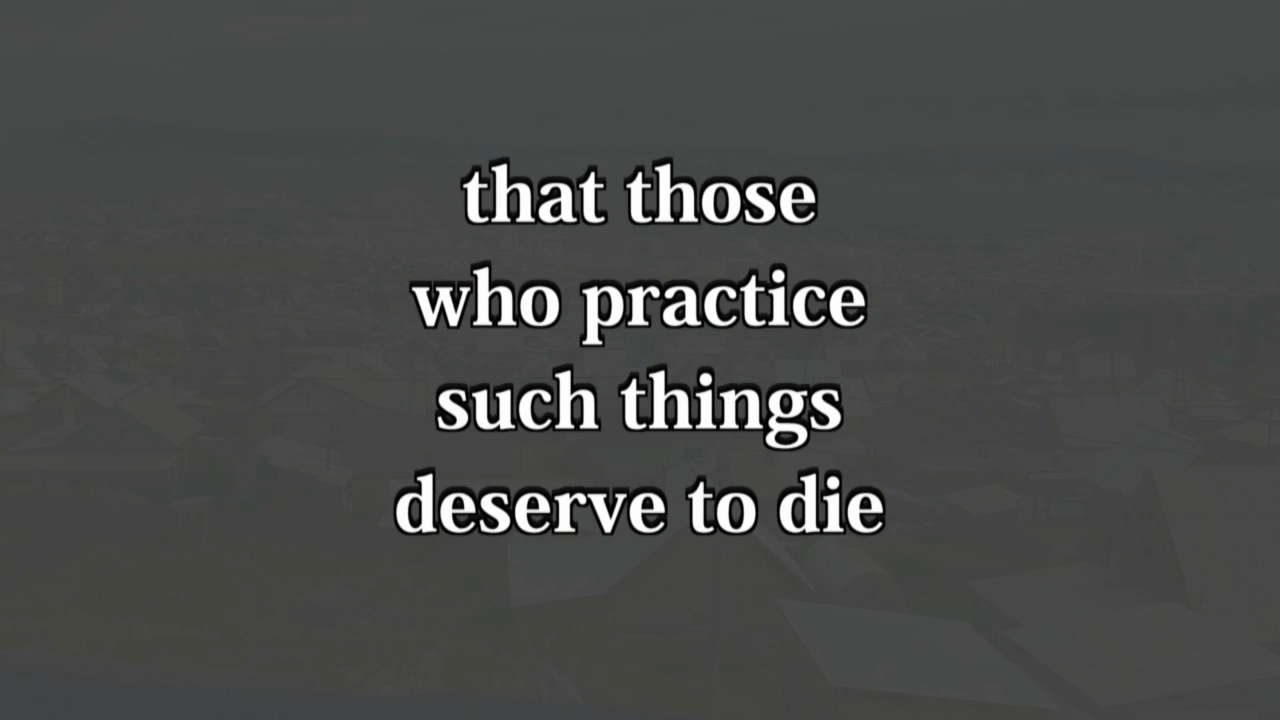 that those
who practice
such things
deserve to die